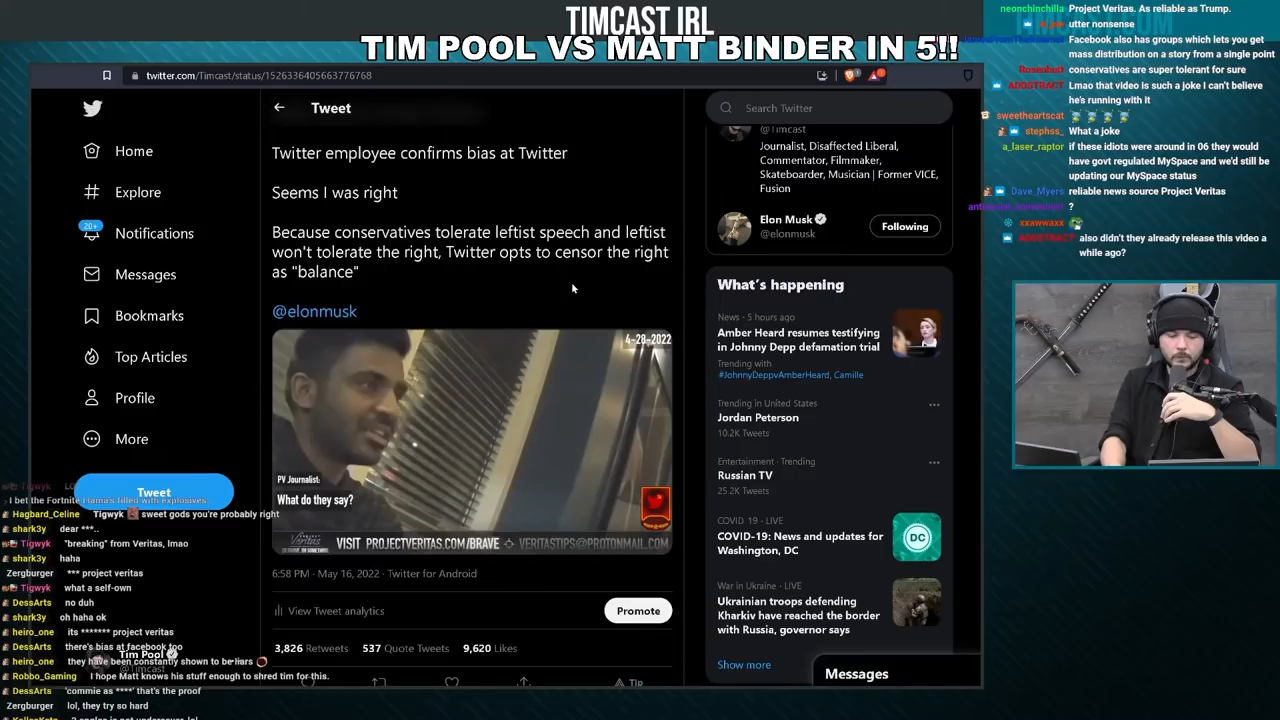 TIMCAST IRL
TIM POOL VS MATT BINDER IN 5!!
twitter.com/Timcast/status/1526336405663776768
Home
Explore
20+
Notifications
Messages
Bookmarks
Top Articles
Profile
More
Tweet
Tweet
Twitter employee confirms bias at Twitter
Seems I was right
Because conservatives tolerate leftist speech and leftist
won't tolerate the right, Twitter opts to censor the right
as "balance"
@elonmusk
4-20-2022
PV Journalist:
What do they say?
VISIT PROJECTVERITAS.COM/BRAVE VERITASTIPS@PROTONMAIL.COM
6:58 PM · May 16, 2022 · Twitter for Android
View Tweet analytics
Promote
3,826 Retweets 537 Quote Tweets 9,620 Likes
Tip
Tim Pool
@Timcast
Search Twitter
@Timcast
Journalist, Disaffected Liberal,
Commentator, Filmmaker,
Skateboarder, Musician | Former VICE,
Fusion
Elon Musk
@elonmusk
Following
What's happening
News · 5 hours ago
Amber Heard resumes testifying
in Johnny Depp defamation trial
Trending with
#JohnnyDeppvAmberHeard, Camille
Trending in United States
Jordan Peterson
10.2K Tweets
Entertainment · Trending
Russian TV
25.2K Tweets
COVID-19 · LIVE
COVID-19: News and updates for
Washington, DC
DC
War in Ukraine · LIVE
Ukrainian troops defending
Kharkiv have reached the border
with Russia, governor says
Show more
Messages
neonchinchilla Project Veritas. As reliable as Trump.
utter nonsense
Facebook also has groups which lets you get
mass distribution on a story from a single point
conservatives are super tolerant for sure
ADDSTRACT Lmao that video is such a joke I can't believe
he's running with it
sweetheartscat
stephss_ What a joke
a_laser_raptor if these idiots were around in 06 they would
have govt regulated MySpace and we'd still be
updating our MySpace status
Dave_Myers reliable news source Project Veritas
?
xxawwaxx
ADDSTRACT also didn't they already release this video a
while ago?
Tigwyk
I bet the Fortnite llama's filled with explosives
Hagbard_Celine Tigwyk sweet gods you're probably right
shark3y dear ***..
Tigwyk "breaking" from Veritas, lmao
shark3y haha
Zergburger *** project veritas
Tigwyk what a self-own
DessArts no duh
shark3y oh haha ok
heiro_one its ******* project veritas
DessArts there's bias at facebook too
heiro_one they have been constantly shown to be liars
Robbo_Gaming I hope Matt knows his stuff enough to shred tim for this.
DessArts 'commie as ****' that's the proof
Zergburger lol, they try so hard